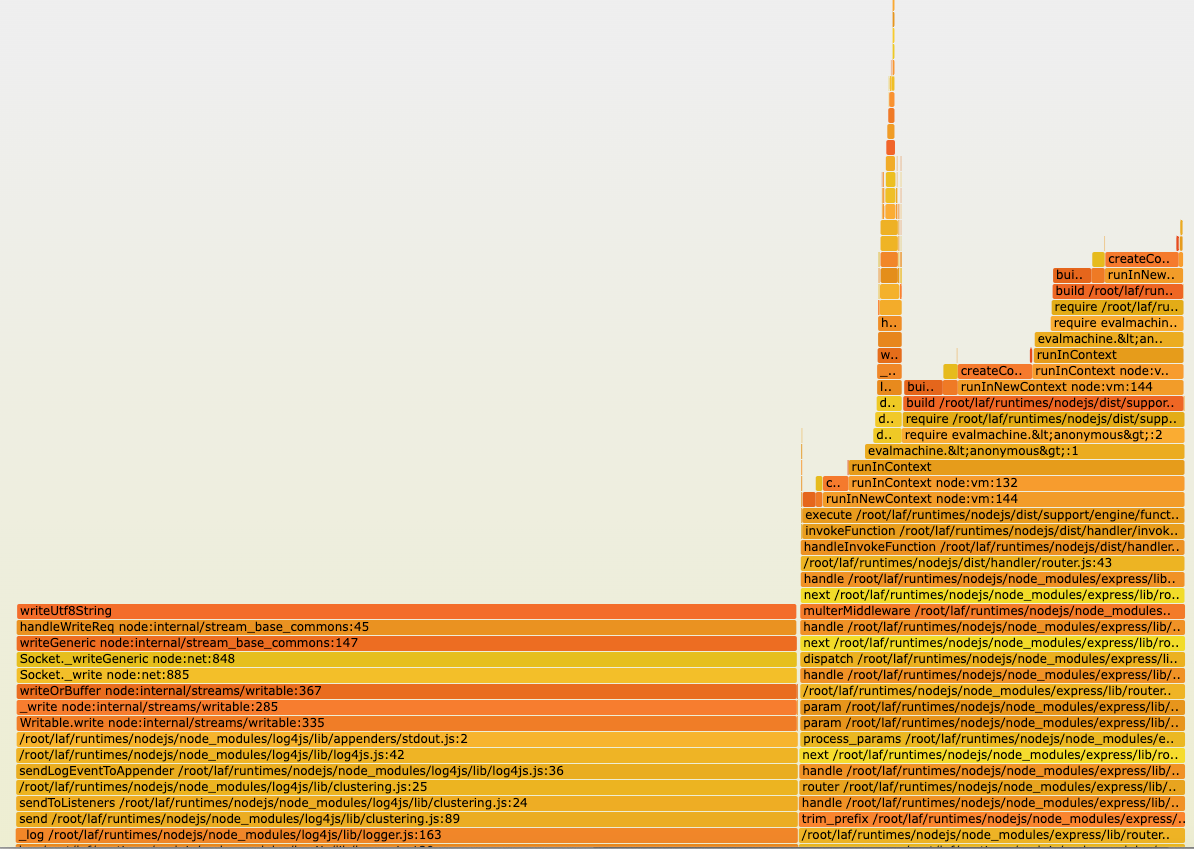 createCo..
bui.. runInNew..
build /root/laf/run..
require /root/laf/ru..
h.. require evalmachin..
evalmachine.&lt;an..
w.. runInContext
_.. createCo.. runInContext node:v..
l.. bui.. runInNewContext node:vm:144
d.. build /root/laf/runtimes/nodejs/dist/suppor..
d.. require /root/laf/runtimes/nodejs/dist/supp..
d.. require evalmachine.&lt;anonymous&gt;:2
evalmachine.&lt;anonymous&gt;:1
runInContext
c.. runInContext node:vm:132
runInNewContext node:vm:144
execute /root/laf/runtimes/nodejs/dist/support/engine/funct..
invokeFunction /root/laf/runtimes/nodejs/dist/handler/invok..
handleInvokeFunction /root/laf/runtimes/nodejs/dist/handler..
/root/laf/runtimes/nodejs/dist/handler/router.js:43
handle /root/laf/runtimes/nodejs/node_modules/express/lib..
next /root/laf/runtimes/nodejs/node_modules/express/lib/ro..
writeUtf8String multerMiddleware /root/laf/runtimes/nodejs/node_modules..
handleWriteReq node:internal/stream_base_commons:45 handle /root/laf/runtimes/nodejs/node_modules/express/lib/..
writeGeneric node:internal/stream_base_commons:147 next /root/laf/runtimes/nodejs/node_modules/express/lib/ro..
Socket._writeGeneric node:net:848 dispatch /root/laf/runtimes/nodejs/node_modules/express/li..
Socket._write node:net:885 handle /root/laf/runtimes/nodejs/node_modules/express/lib/..
writeOrBuffer node:internal/streams/writable:367 /root/laf/runtimes/nodejs/node_modules/express/lib/router..
_write node:internal/streams/writable:285 param /root/laf/runtimes/nodejs/node_modules/express/lib/..
Writable.write node:internal/streams/writable:335 param /root/laf/runtimes/nodejs/node_modules/express/lib/..
/root/laf/runtimes/nodejs/node_modules/log4js/lib/appenders/stdout.js:2 process_params /root/laf/runtimes/nodejs/node_modules/e..
/root/laf/runtimes/nodejs/node_modules/log4js/lib/log4js.js:42 next /root/laf/runtimes/nodejs/node_modules/express/lib/ro..
sendLogEventToAppender /root/laf/runtimes/nodejs/node_modules/log4js/lib/log4js.js:36 handle /root/laf/runtimes/nodejs/node_modules/express/lib/..
/root/laf/runtimes/nodejs/node_modules/log4js/lib/clustering.js:25 router /root/laf/runtimes/nodejs/node_modules/express/lib/..
sendToListeners /root/laf/runtimes/nodejs/node_modules/log4js/lib/clustering.js:24 handle /root/laf/runtimes/nodejs/node_modules/express/lib/..
send /root/laf/runtimes/nodejs/node_modules/log4js/lib/clustering.js:89 trim_prefix /root/laf/runtimes/nodejs/node_modules/express/..
_log /root/laf/runtimes/nodejs/node_modules/log4js/lib/logger.js:163 /root/laf/runtimes/nodejs/node_modules/express/lib/router..